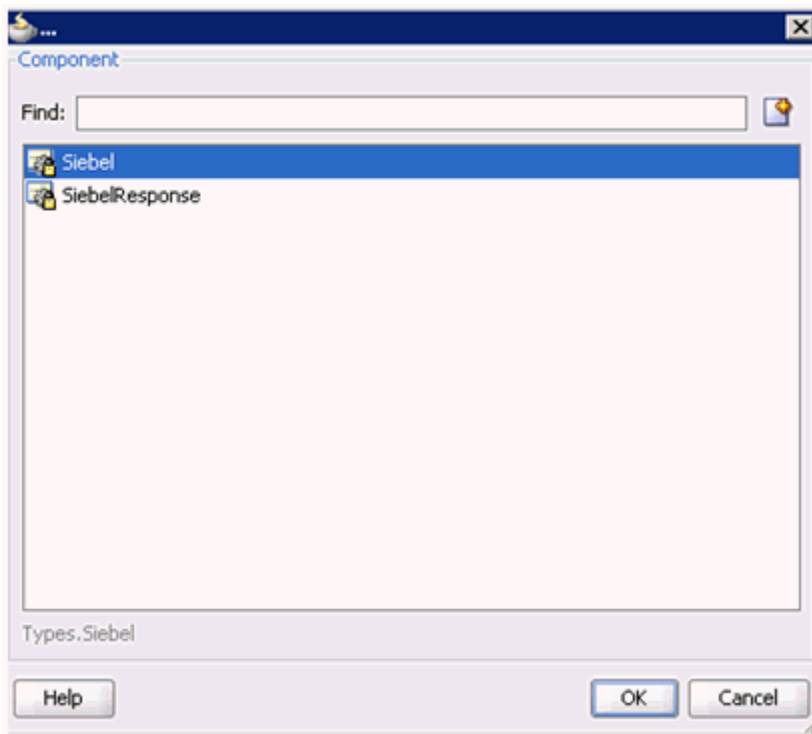 ...
Component
Find:
Siebel
SiebelResponse
Types.Siebel
Help OK Cancel